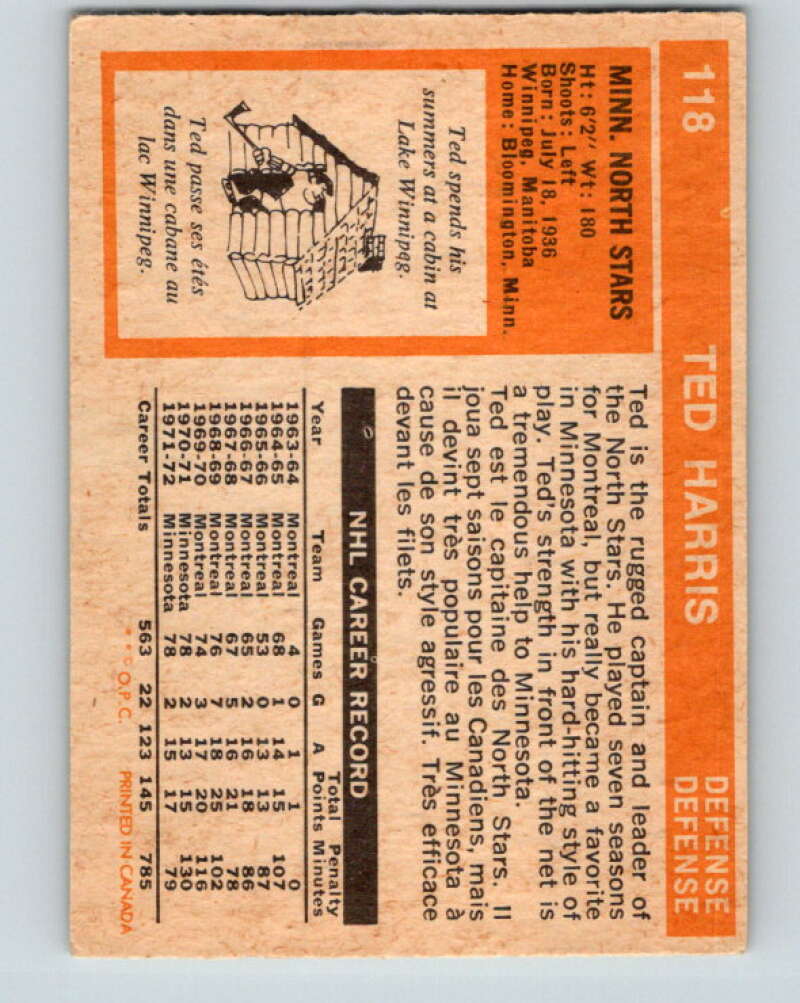 118 TED HARRIS DEFENSE
DEFENSE
MINN. NORTH STARS
Ht: 6'2" Wt: 180
Shoots: Left
Born: July 18, 1936
Winnipeg, Manitoba
Home: Bloomington, Minn.
Ted spends his
summers at a cabin at
Lake Winnipeg.
Ted passe ses étés
dans une cabane au
lac Winnipeg.
Ted is the rugged captain and leader of
the North Stars. He played seven seasons
for Montreal, but really became a favorite
in Minnesota with his hard-hitting style of
play. Ted's strength in front of the net is
a tremendous help to Minnesota.
Ted est le capitaine des North Stars. Il
joua sept saisons pour les Canadiens, mais
il devint très populaire au Minnesota à
cause de son style agressif. Très efficace
devant les filets.
NHL CAREER RECORD
Total Penalty
Year Team Games G A Points Minutes
1963-64 Montreal 4 0 1 1 0
1964-65 Montreal 68 1 14 15 107
1965-66 Montreal 53 0 13 13 87
1966-67 Montreal 65 2 16 18 86
1967-68 Montreal 67 5 16 21 78
1968-69 Montreal 76 7 18 25 102
1969-70 Montreal 74 3 17 20 116
1970-71 Minnesota 78 2 13 15 130
1971-72 Minnesota 78 2 15 17 79
Career Totals 563 22 123 145 785
* * © O.P.C. PRINTED IN CANADA